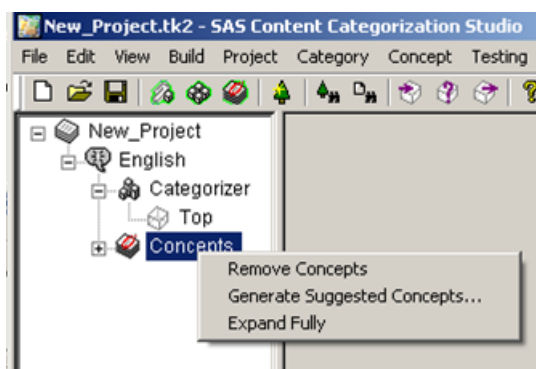 New_Project.tk2 - SAS Content Categorization Studio
File Edit View Build Project Category Concept Testing
New_Project
English
Categorizer
Top
Concepts
Remove Concepts
Generate Suggested Concepts...
Expand Fully